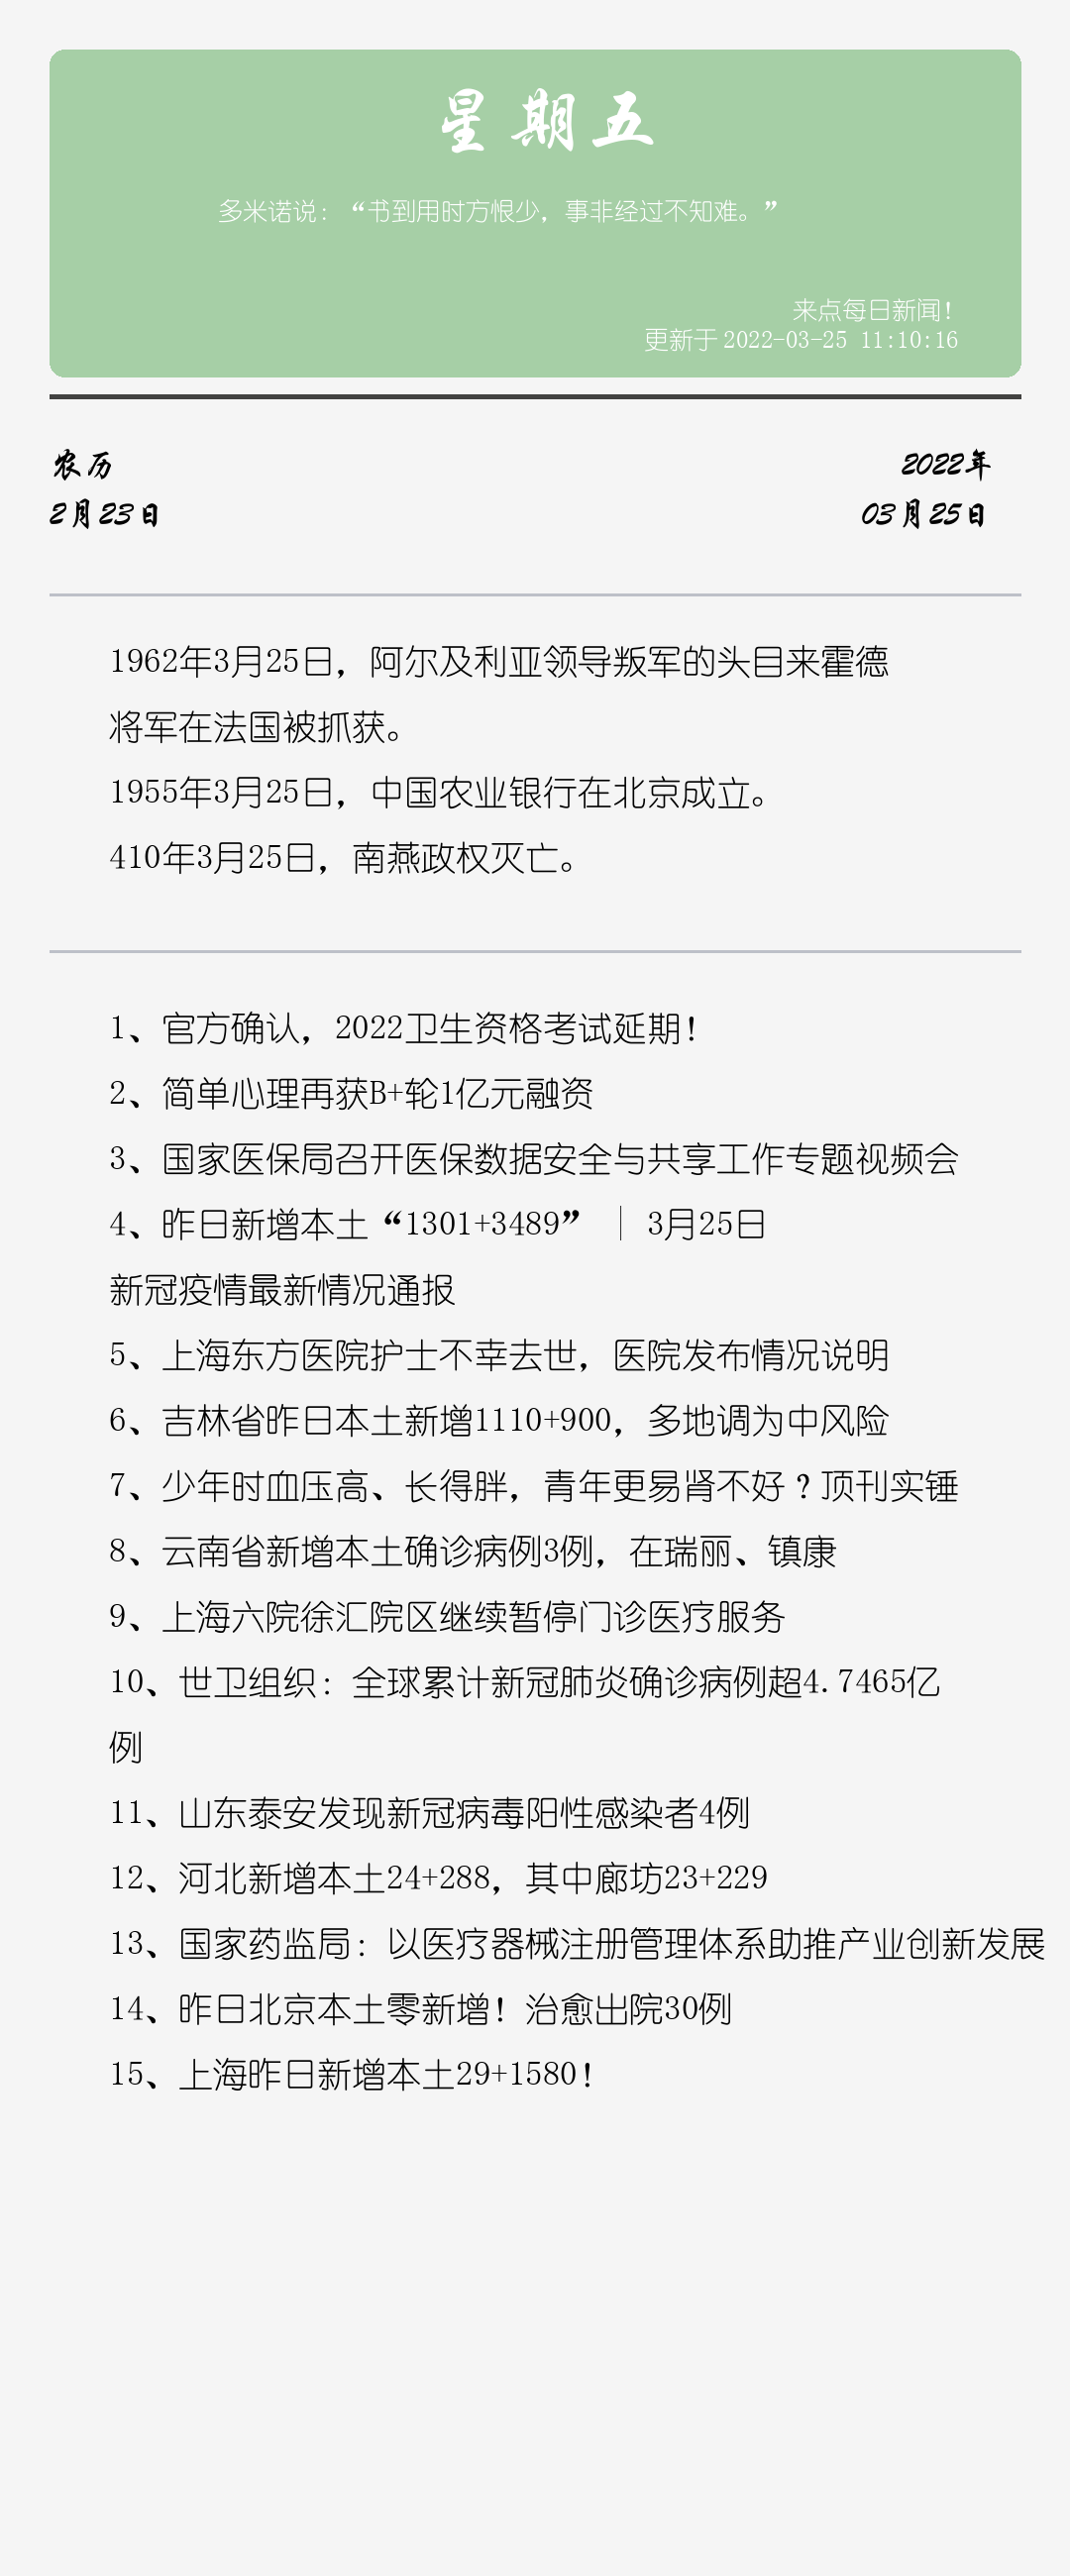 星期五
多米诺说：“书到用时方恨少，事非经过不知难。”
来点每日新闻！
更新于 2022-03-25 11:10:16
农历
2022年
2月23日
03月25日
1962年3月25日，阿尔及利亚领导叛军的头目来霍德
将军在法国被抓获。
1955年3月25日，中国农业银行在北京成立。
410年3月25日，南燕政权灭亡。
1、官方确认，2022卫生资格考试延期！
2、简单心理再获B+轮1亿元融资
3、国家医保局召开医保数据安全与共享工作专题视频会
4、昨日新增本土“1301+3489”｜3月25日
新冠疫情最新情况通报
5、上海东方医院护士不幸去世，医院发布情况说明
6、吉林省昨日本土新增1110+900，多地调为中风险
7、少年时血压高、长得胖，青年更易肾不好？顶刊实锤
8、云南省新增本土确诊病例3例，在瑞丽、镇康
9、上海六院徐汇院区继续暂停门诊医疗服务
10、世卫组织：全球累计新冠肺炎确诊病例超4.7465亿
例
11、山东泰安发现新冠病毒阳性感染者4例
12、河北新增本土24+288，其中廊坊23+229
13、国家药监局：以医疗器械注册管理体系助推产业创新发展
14、昨日北京本土零新增！治愈出院30例
15、上海昨日新增本土29+1580！